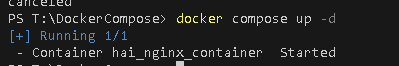 canceled
PS T:\DockerCompose> docker compose up -d
[+] Running 1/1
 - Container hai_nginx_container  Started